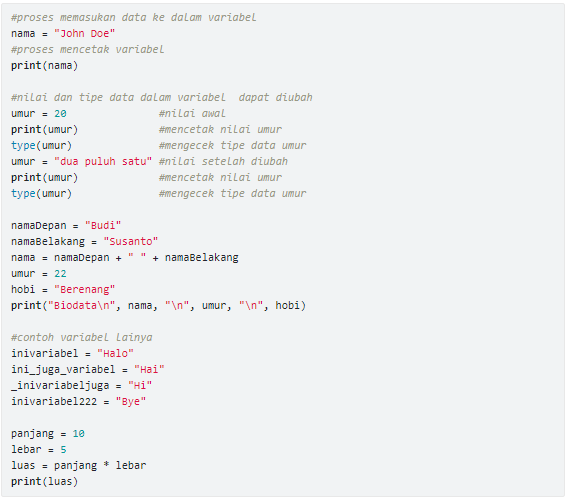 #proses memasukan data ke dalam variabel
nama = "John Doe"
#proses mencetak variabel
print(nama)
#nilai dan tipe data dalam variabel  dapat diubah
umur = 20               #nilai awal
print(umur)             #mencetak nilai umur
type(umur)              #mengecek tipe data umur
umur = "dua puluh satu" #nilai setelah diubah
print(umur)             #mencetak nilai umur
type(umur)              #mengecek tipe data umur
namaDepan = "Budi"
namaBelakang = "Susanto"
nama = namaDepan + " " + namaBelakang
umur = 22
hobi = "Berenang"
print("Biodata\n", nama, "\n", umur, "\n", hobi)
#contoh variabel lainya
inivariabel = "Halo"
ini_juga_variabel = "Hai"
_inivariabeljuga = "Hi"
inivariabel222 = "Bye"
panjang = 10
lebar = 5
luas = panjang * lebar
print(luas)